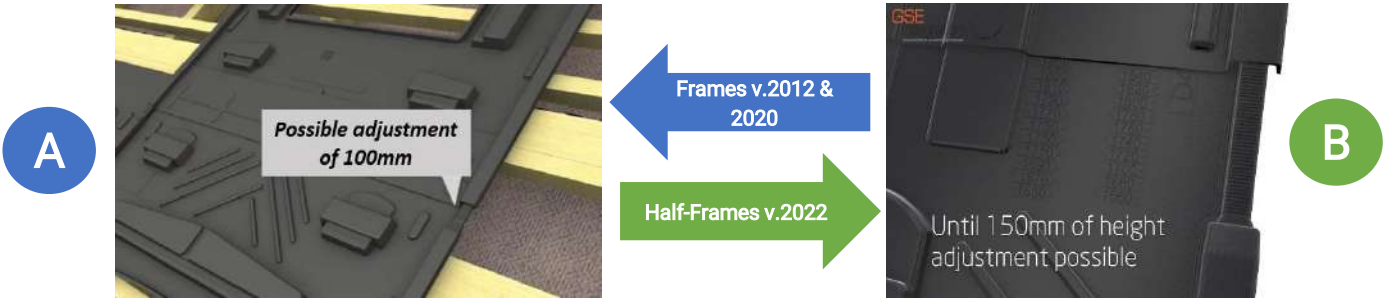 A
Possible adjustment
of 100mm
Frames v.2012 &
2020
Half-Frames v.2022
GSE
Until 150mm of height
adjustment possible
B